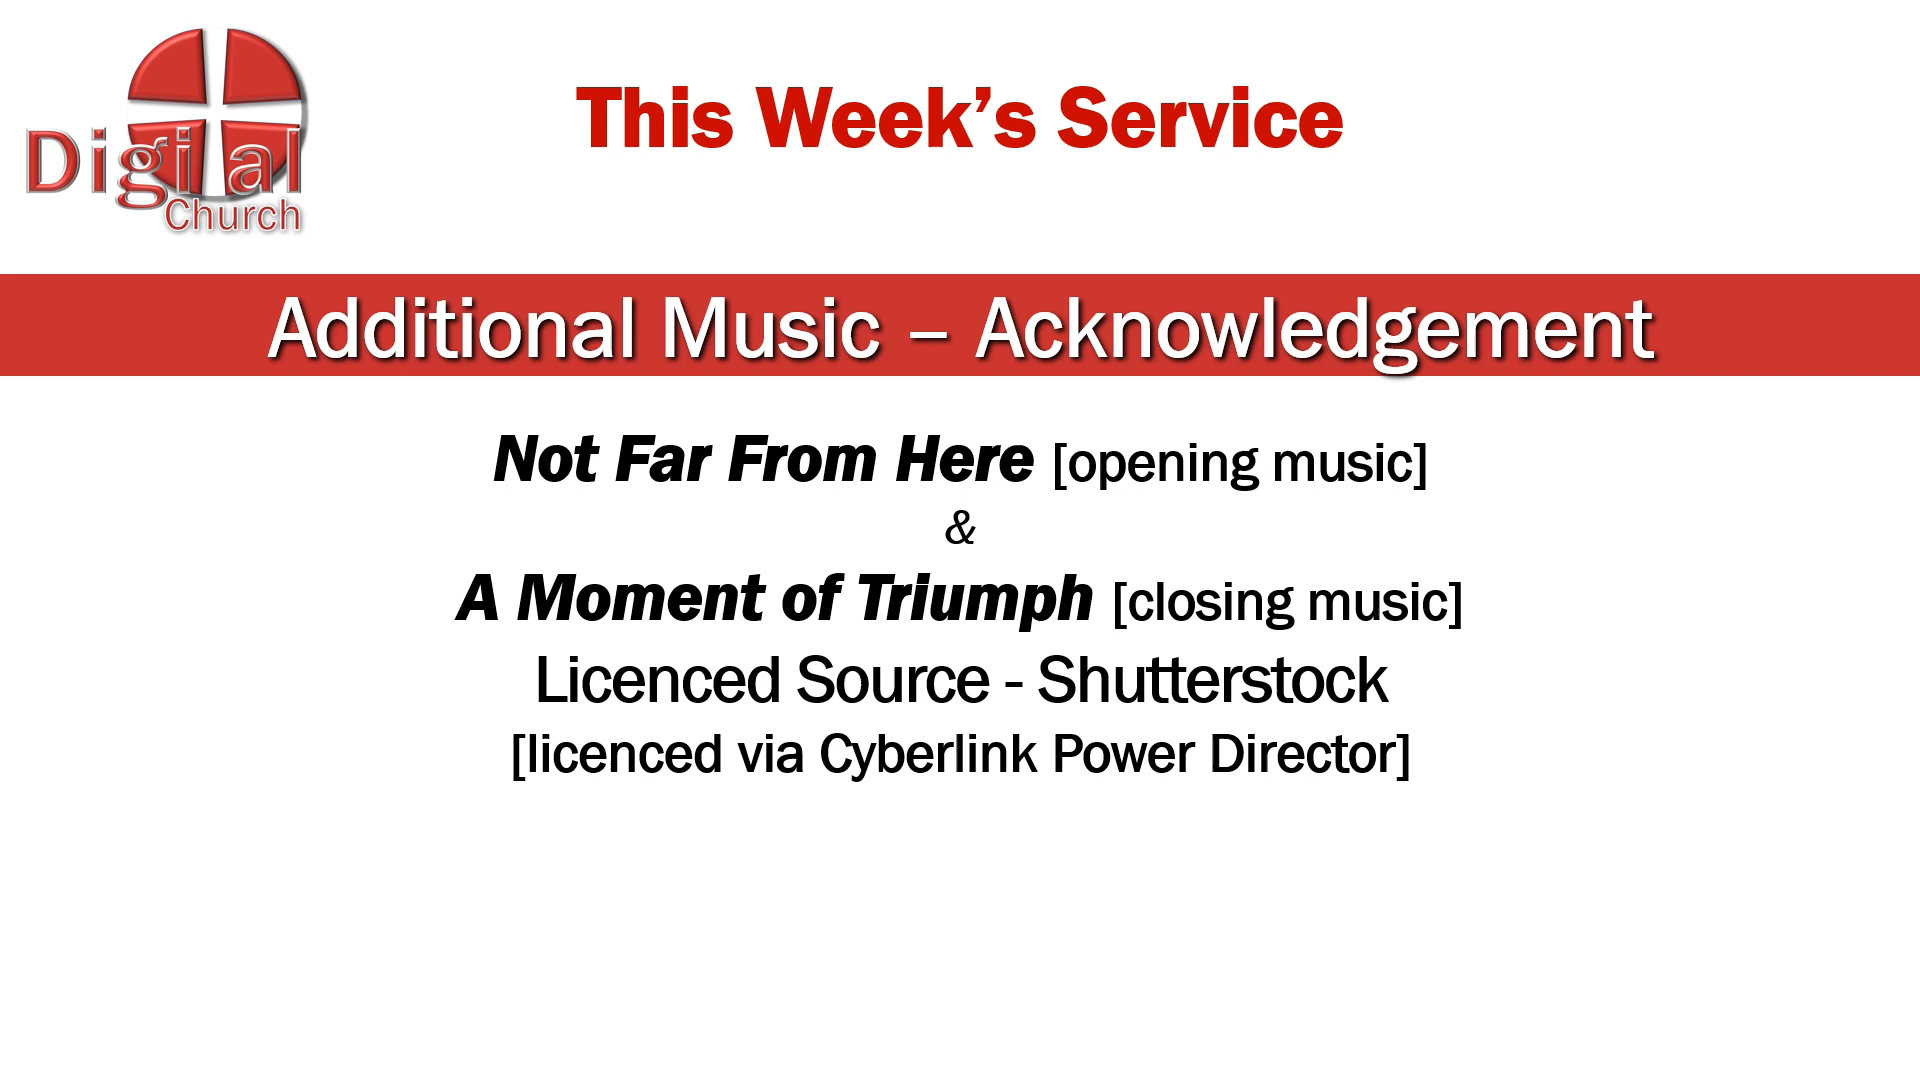 Digital
Church
This Week’s Service
Additional Music – Acknowledgement
Not Far From Here [opening music]
&
A Moment of Triumph [closing music]
Licenced Source - Shutterstock
[licenced via Cyberlink Power Director]